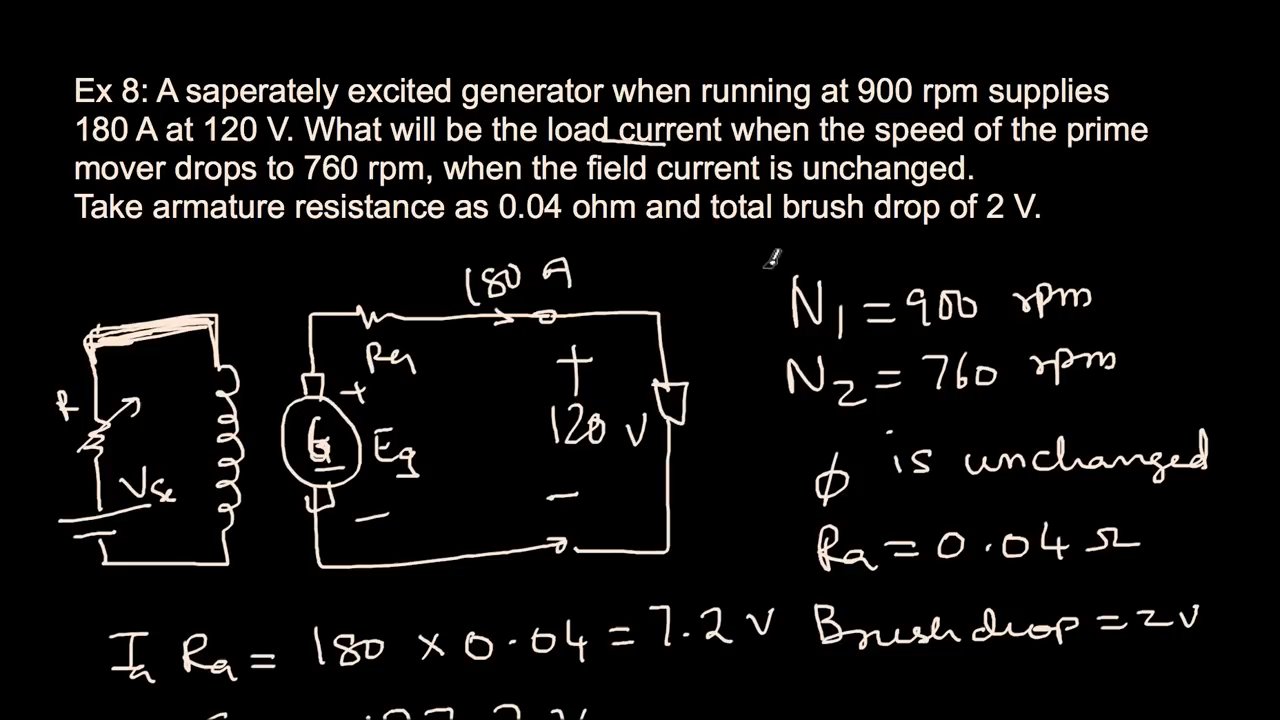 Ex 8: A saperately excited generator when running at 900 rpm supplies
180 A at 120 V. What will be the load current when the speed of the prime
mover drops to 760 rpm, when the field current is unchanged.
Take armature resistance as 0.04 ohm and total brush drop of 2 V.
180 A
N1 = 900 rpm
Ra
+
+
N2 = 760 rpm
R
120 V
G
Eg
ϕ is unchanged
Vse
−
−
Ra = 0.04 Ω
Ia Ra = 180 × 0.04 = 7.2 V
Brush drop = 2 V